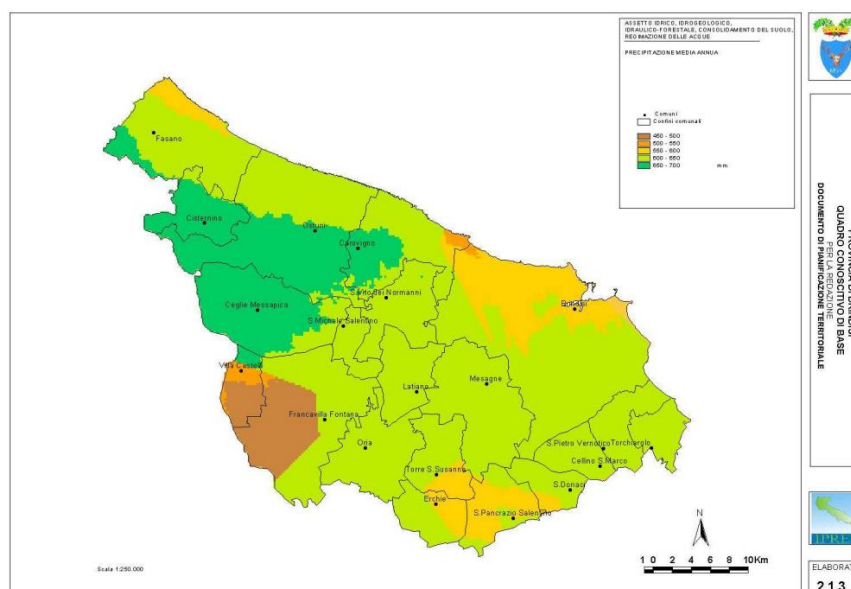 ASSETTO IDRICO, IDROGEOLOGICO,
IDRAULICO-FORESTALE, CONSOLIDAMENTO DEL SUOLO,
REGIMAZIONE DELLE ACQUE
PRECIPITAZIONE MEDIA ANNUA
Comuni
Confini comunali
450 - 500
500 - 550
550 - 600
600 - 650
650 - 700
mm
Fasano
Cisternino
Ostuni
Carovigno
S.Vito dei Normanni
Ceglie Messapica
S.Michele Salentino
Brindisi
Villa Castelli
Latiano
Mesagne
Francavilla Fontana
Oria
S.Pietro Vernotico
Torchiarolo
Cellino S.Marco
Torre S.Susanna
S.Donaci
Erchie
S.Pancrazio Salentino
N
1 0 2 4 6 8 10Km
Scala 1:250.000
QUADRO CONOSCITIVO DI BASE
PER LA REDAZIONE
DOCUMENTO DI PIANIFICAZIONE TERRITORIALE
IPRES
ELABORAT
2.1.3